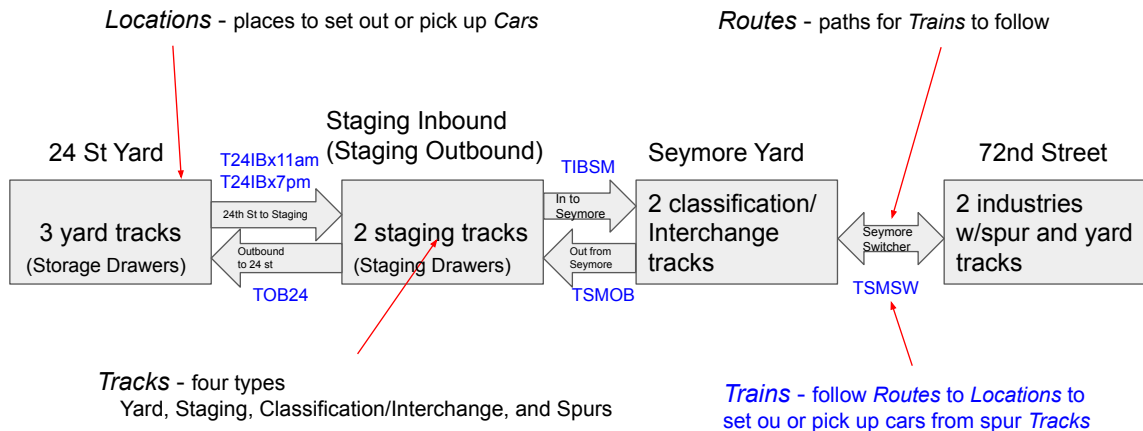 Locations - places to set out or pick up Cars
Routes - paths for Trains to follow
24 St Yard
T24IBx11am
T24IBx7pm
Staging Inbound
(Staging Outbound)
TIBSM
Seymore Yard
72nd Street
3 yard tracks
(Storage Drawers)
24th St to Staging
Outbound
to 24 st
TOB24
2 staging tracks
(Staging Drawers)
In to
Seymore
Out from
Seymore
TSMOB
2 classification/
Interchange
tracks
Seymore
Switcher
TSMSW
2 industries
w/spur and yard
tracks
Tracks - four types
Yard, Staging, Classification/Interchange, and Spurs
Trains - follow Routes to Locations to
set ou or pick up cars from spur Tracks